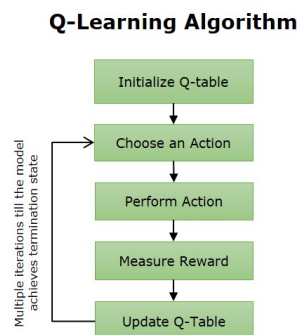 Q-Learning Algorithm
Initialize Q-table
Choose an Action
Perform Action
Measure Reward
Update Q-Table
Multiple iterations till the model
achieves termination state